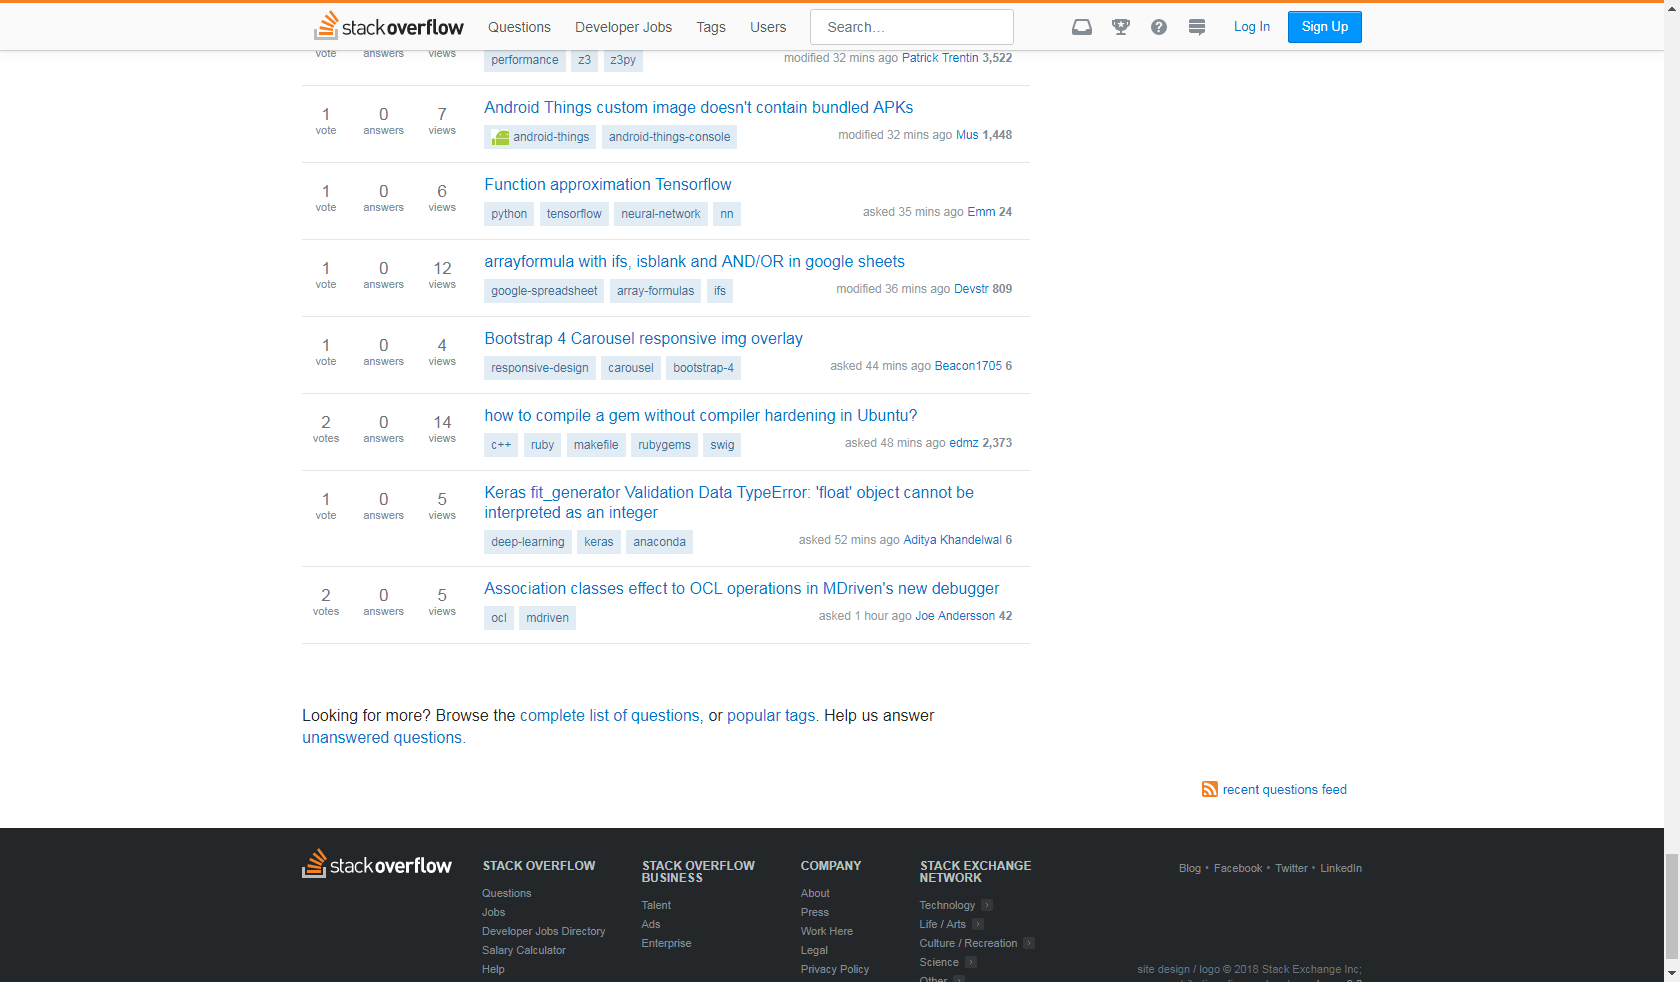 stackoverflow Questions Developer Jobs Tags Users Search... Log In Sign Up
vote answers views performance z3 z3py modified 32 mins ago Patrick Trentin 3,522
1 vote 0 answers 7 views
Android Things custom image doesn't contain bundled APKs
android-things android-things-console modified 32 mins ago Mus 1,448
1 vote 0 answers 6 views
Function approximation Tensorflow
python tensorflow neural-network nn asked 35 mins ago Emm 24
1 vote 0 answers 12 views
arrayformula with ifs, isblank and AND/OR in google sheets
google-spreadsheet array-formulas ifs modified 36 mins ago Devstr 809
1 vote 0 answers 4 views
Bootstrap 4 Carousel responsive img overlay
responsive-design carousel bootstrap-4 asked 44 mins ago Beacon1705 6
2 votes 0 answers 14 views
how to compile a gem without compiler hardening in Ubuntu?
c++ ruby makefile rubygems swig asked 48 mins ago edmz 2,373
1 vote 0 answers 5 views
Keras fit_generator Validation Data TypeError: 'float' object cannot be
interpreted as an integer
deep-learning keras anaconda asked 52 mins ago Aditya Khandelwal 6
2 votes 0 answers 5 views
Association classes effect to OCL operations in MDriven's new debugger
ocl mdriven asked 1 hour ago Joe Andersson 42
Looking for more? Browse the complete list of questions, or popular tags. Help us answer
unanswered questions.
recent questions feed
stackoverflow
STACK OVERFLOW
Questions
Jobs
Developer Jobs Directory
Salary Calculator
Help
STACK OVERFLOW
BUSINESS
Talent
Ads
Enterprise
COMPANY
About
Press
Work Here
Legal
Privacy Policy
STACK EXCHANGE
NETWORK
Technology
Life / Arts
Culture / Recreation
Science
Other
Blog • Facebook • Twitter • LinkedIn
site design / logo © 2018 Stack Exchange Inc;